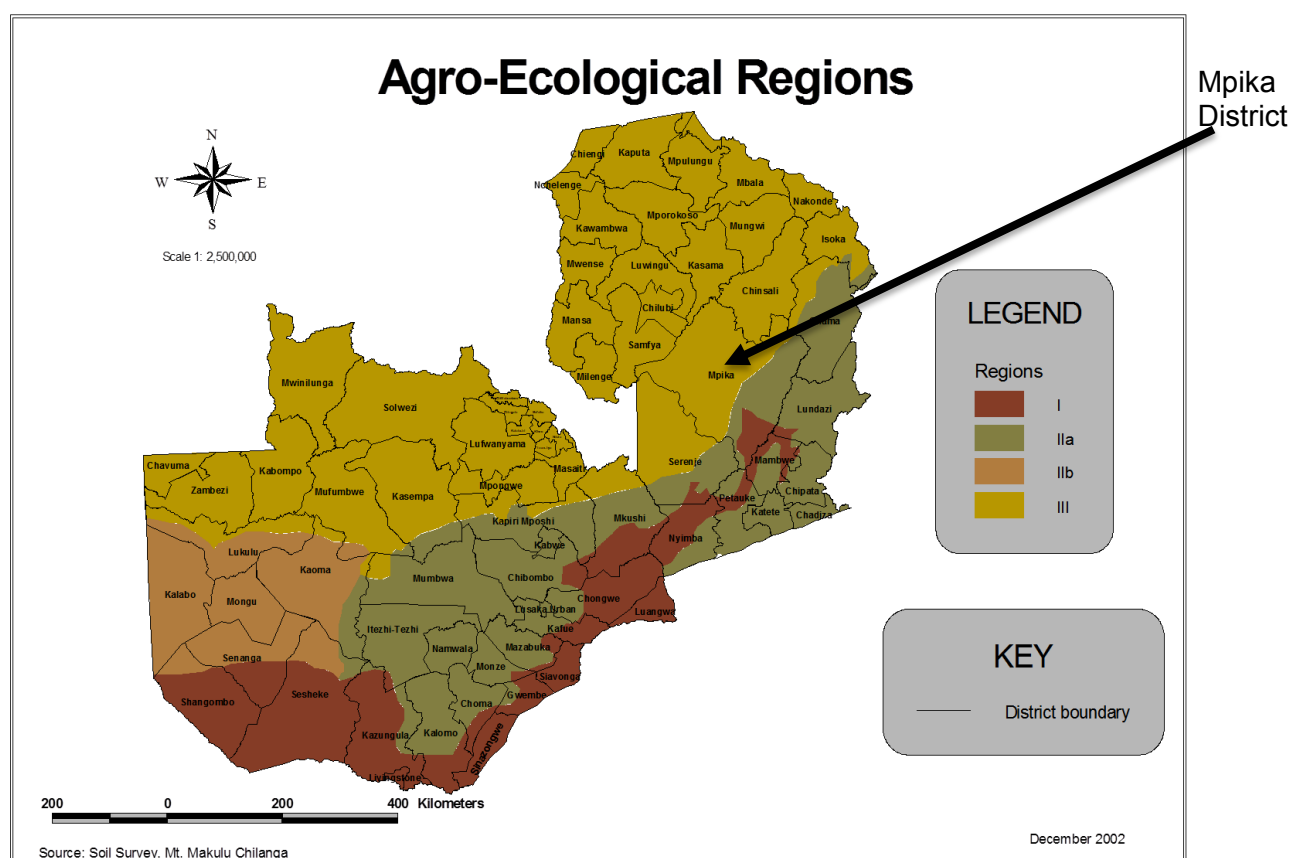 Agro-Ecological Regions
Mpika
District
N
W E
S
Scale 1: 2,500,000
Chiengi
Kaputa
Mpulungu
Mbala
Nchelenge
Nakonde
Mporokoso
Kawambwa
Mungwi
Isoka
Mwense
Luwingu
Kasama
Chinsali
Chilubi
Mansa
Samfya
Milenge
Mpika
Mwinilunga
Solwezi
Lundazi
Lufwanyama
Chavuma
Kabompo
Masaiti
Serenje
Mambwe
Zambezi
Mufumbwe
Kasempa
Mpongwe
Petauke
Chipata
Katete
Chadiza
Kapiri Mposhi
Mkushi
Nyimba
Kabwe
Lukulu
Kaoma
Mumbwa
Chibombo
Kalabo
Mongu
Chongwe
Lusaka Urban
Luangwa
Itezhi-Tezhi
Kafue
Namwala
Mazabuka
Senanga
Monze
Siavonga
Shangombo
Sesheke
Gwembe
Choma
Kazungula
Kalomo
Sinazongwe
Livingstone
LEGEND
Regions
I
IIa
IIb
III
KEY
District boundary
200 0 200 400 Kilometers
Source: Soil Survey, Mt. Makulu Chilanga
December 2002